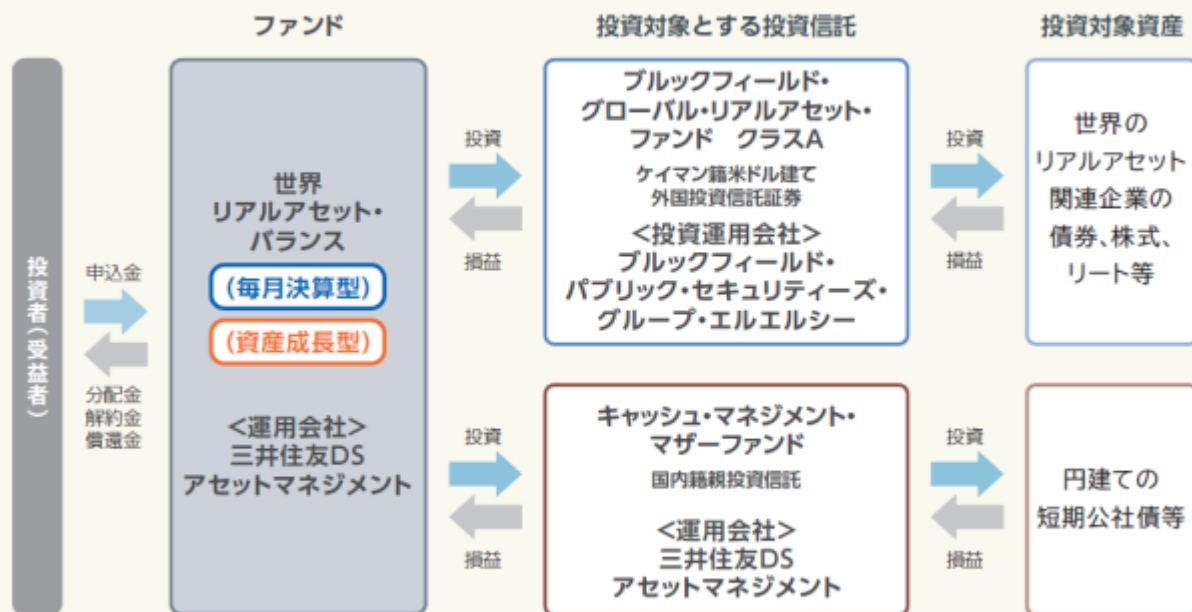 ファンド
投資対象とする投資信託
投資対象資産
投資者(受益者)
申込金
分配金
解約金
償還金
世界
リアルアセット・
バランス
(毎月決算型)
(資産成長型)
<運用会社>
三井住友DS
アセットマネジメント
投資
損益
ブルックフィールド・
グローバル・リアルアセット・
ファンド クラスA
ケイマン籍米ドル建て
外国投資信託証券
<投資運用会社>
ブルックフィールド・
パブリック・セキュリティーズ・
グループ・エルエルシー
投資
損益
世界の
リアルアセット
関連企業の
債券、株式、
リート等
投資
損益
キャッシュ・マネジメント・
マザーファンド
国内籍親投資信託
<運用会社>
三井住友DS
アセットマネジメント
投資
損益
円建ての
短期公社債等